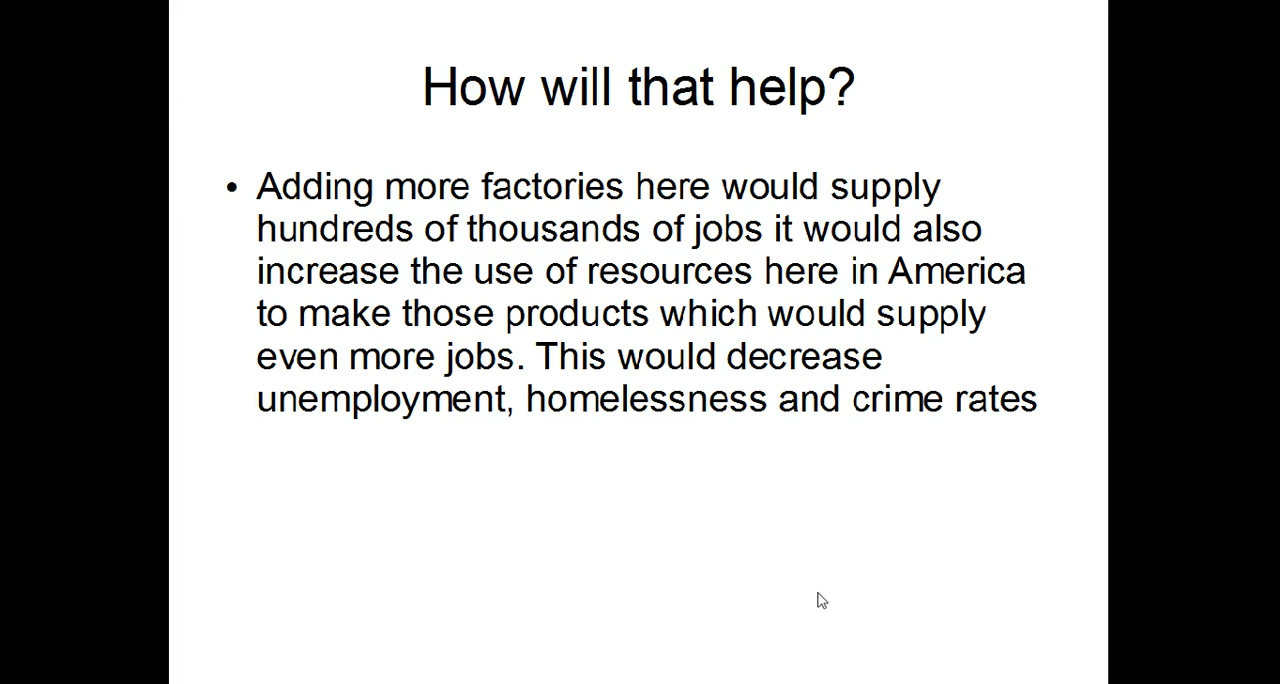 How will that help?
• Adding more factories here would supply
hundreds of thousands of jobs it would also
increase the use of resources here in America
to make those products which would supply
even more jobs. This would decrease
unemployment, homelessness and crime rates